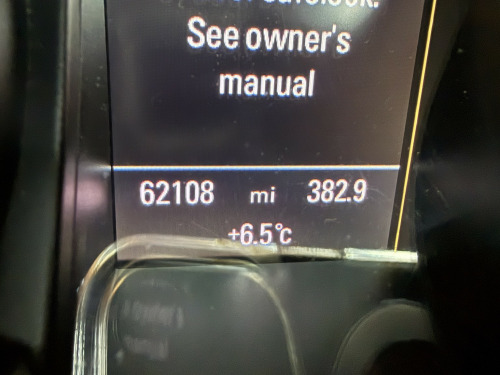 See owner's
manual
62108 mi 382.9
+6.5°c